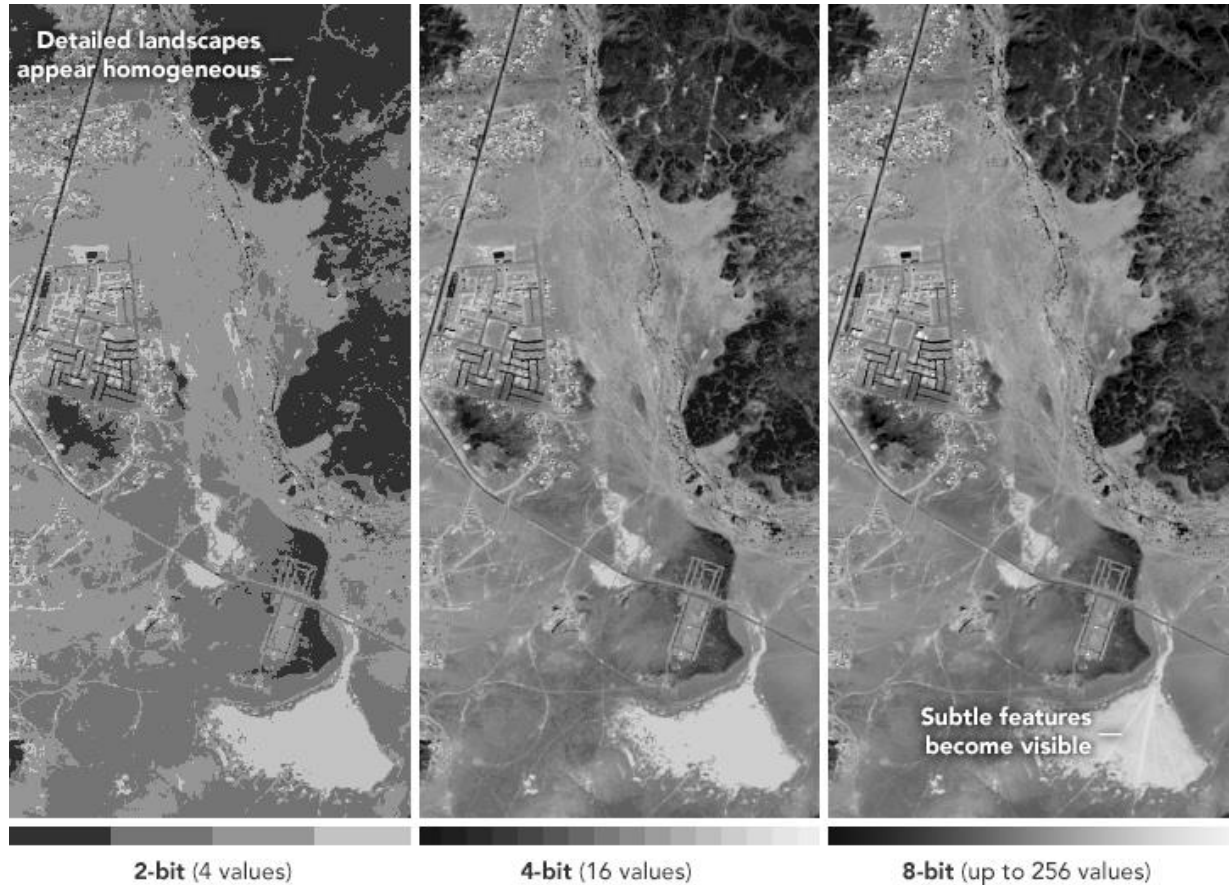 Detailed landscapes
appear homogeneous
Subtle features
become visible
2-bit (4 values)
4-bit (16 values)
8-bit (up to 256 values)